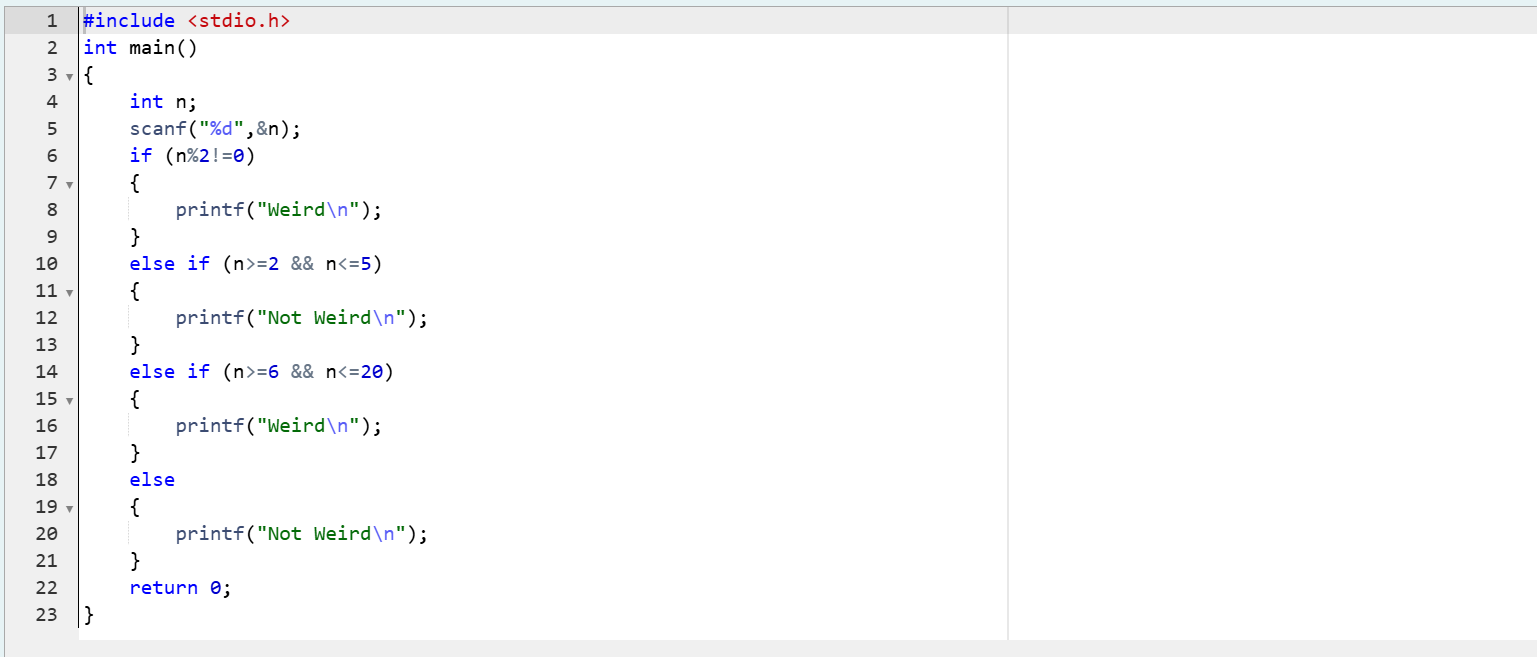 1 #include <stdio.h>
2 int main()
3 {
4 int n;
5 scanf("%d",&n);
6 if (n%2!=0)
7 {
8 printf("Weird\n");
9 }
10 else if (n>=2 && n<=5)
11 {
12 printf("Not Weird\n");
13 }
14 else if (n>=6 && n<=20)
15 {
16 printf("Weird\n");
17 }
18 else
19 {
20 printf("Not Weird\n");
21 }
22 return 0;
23 }